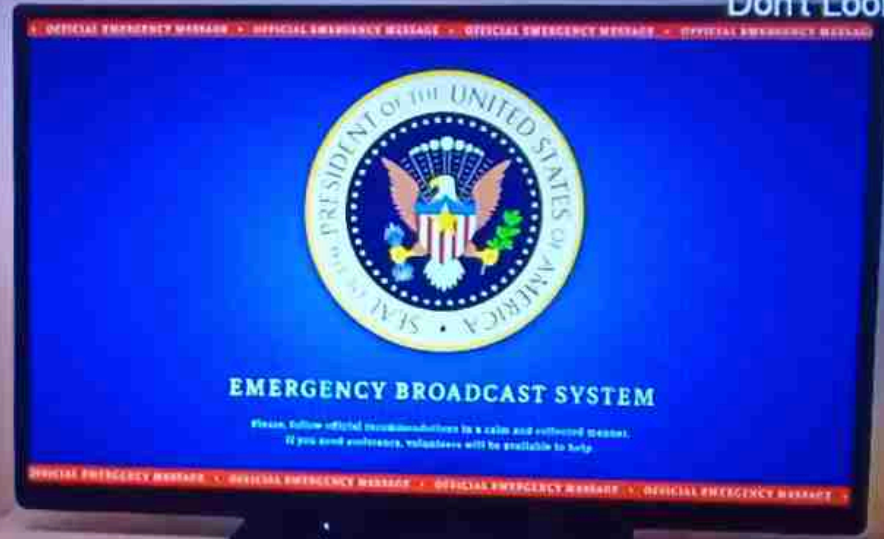 Don't Loo
• OFFICIAL EMERGENCY MESSAGE • OFFICIAL EMERGENCY MESSAGE • OFFICIAL EMERGENCY MESSAGE • OFFICIAL EMERGENCY MESSAGE
SEAL OF THE PRESIDENT OF THE UNITED STATES OF AMERICA •
EMERGENCY BROADCAST SYSTEM
Please, follow official recommendations in a calm and collected manner.
If you need assistance, volunteers will be available to help
OFFICIAL EMERGENCY MESSAGE • OFFICIAL EMERGENCY MESSAGE • OFFICIAL EMERGENCY MESSAGE • OFFICIAL EMERGENCY MESSAGE •